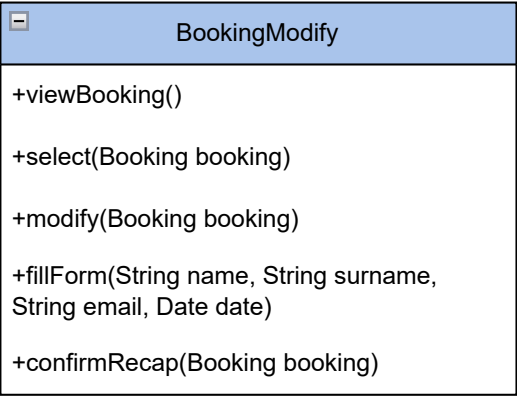 BookingModify
+viewBooking()
+select(Booking booking)
+modify(Booking booking)
+fillForm(String name, String surname,
String email, Date date)
+confirmRecap(Booking booking)